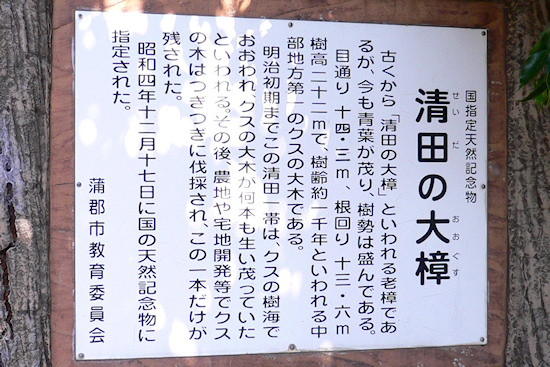 国指定天然記念物
清田の大樟
せいだ おおくす
古くから「清田の大樟」といわれる老樟であ
るが、今も青葉が茂り、樹勢は盛んである。
目通り 十四・三m、根回り 十三・六m
樹高二十二mで、樹齢約一千年といわれる中
部地方第一のクスの大木である。
明治初期までこの清田一帯は、クスの樹海で
おおわれ、クスの大木が何本も生い茂っていた
といわれる。その後、農地や宅地開発等でクス
の木はつぎつぎに伐採され、この一本だけが
残された。
昭和四年十二月十七日に国の天然記念物に
指定された。
蒲郡市教育委員会